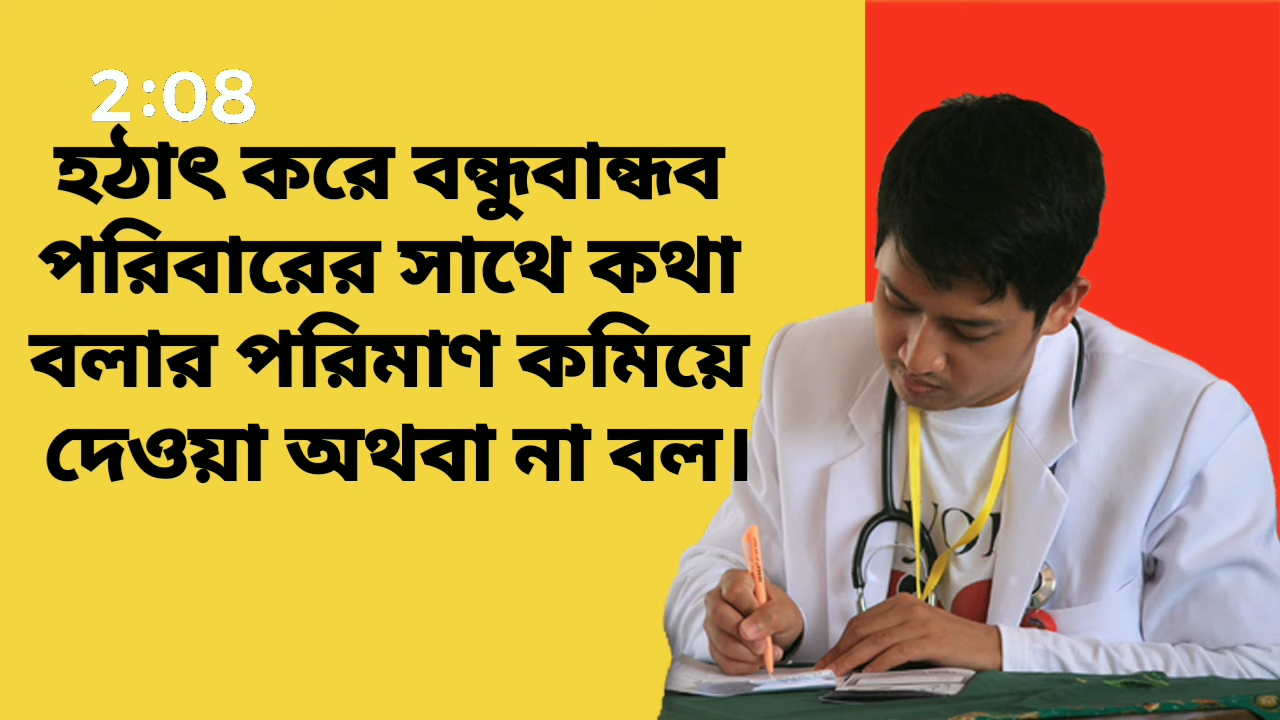 2:08
হঠাৎ করে বন্ধুবান্ধব
পরিবারের সাথে কথা
বলার পরিমাণ কমিয়ে
দেওয়া অথবা না বল।